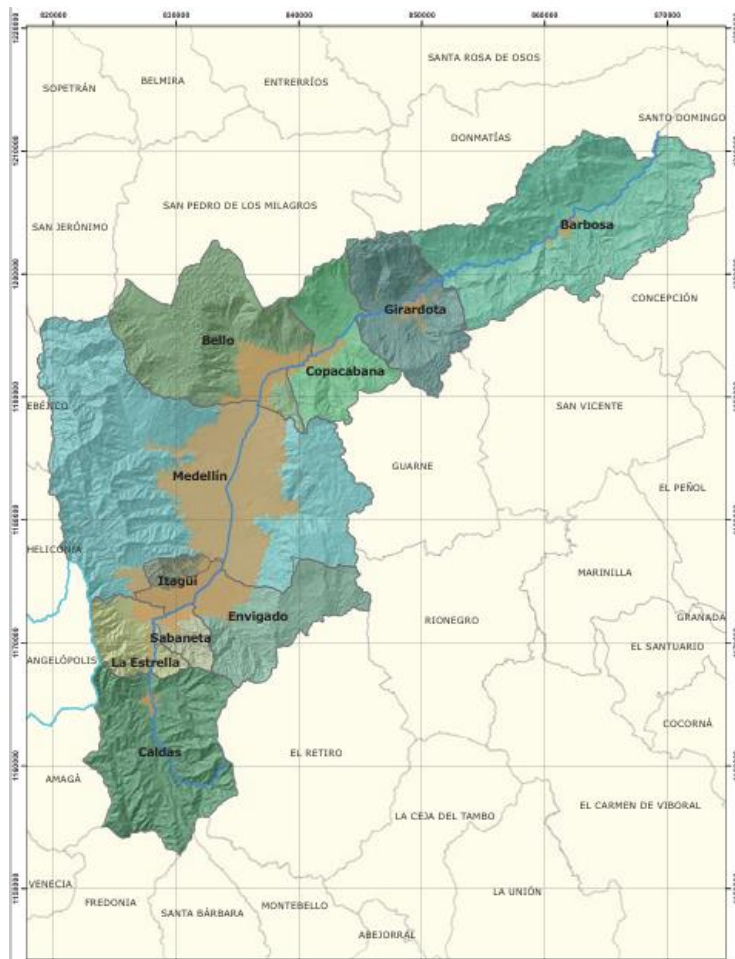 820000 830000 840000 850000 860000 870000
SANTA ROSA DE OSOS
BELMIRA
ENTRERRÍOS
SOPETRÁN
SANTO DOMINGO
DONMATÍAS
SAN PEDRO DE LOS MILAGROS
SAN JERÓNIMO
Barbosa
CONCEPCIÓN
Girardota
Bello
Copacabana
EBÉJICO
SAN VICENTE
GUARNE
Medellín
EL PEÑOL
HELICONIA
MARINILLA
Itagüí
Envigado
RIONEGRO
GRANADA
Sabaneta
EL SANTUARIO
ANGELÓPOLIS
La Estrella
COCORNÁ
Caldas
EL RETIRO
AMAGÁ
EL CARMEN DE VIBORAL
LA CEJA DEL TAMBO
VENECIA
LA UNIÓN
FREDONIA
MONTEBELLO
SANTA BÁRBARA
ABEJORRAL